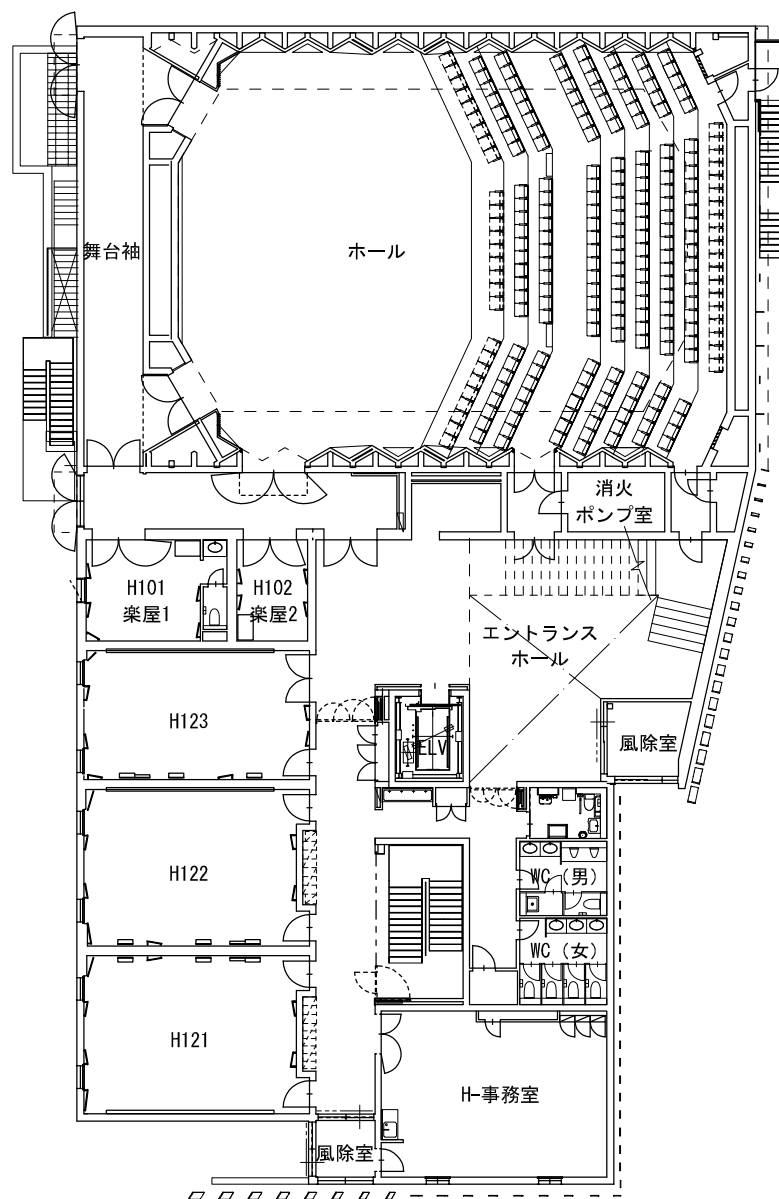 舞台袖
ホール
消火
ポンプ室
H101
楽屋1
H102
楽屋2
エントランス
ホール
H123
ELV
風除室
H122
WC（男）
WC（女）
H121
H-事務室
風除室